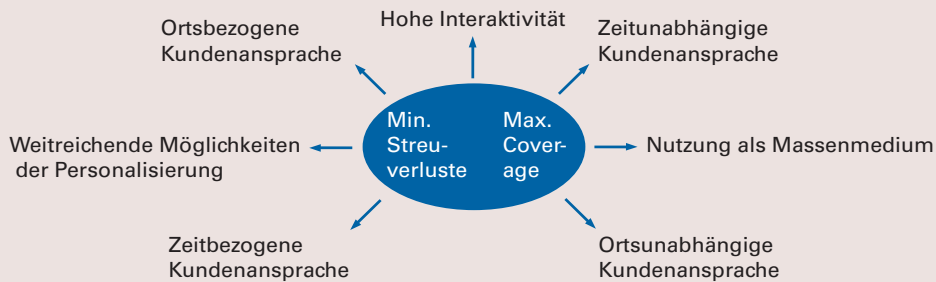 Hohe Interaktivität
Ortsbezogene
Kundenansprache
Zeitunabhängige
Kundenansprache
Min.
Streu-
verluste
Max.
Cover-
age
Weitreichende Möglichkeiten
der Personalisierung
Nutzung als Massenmedium
Zeitbezogene
Kundenansprache
Ortsunabhängige
Kundenansprache